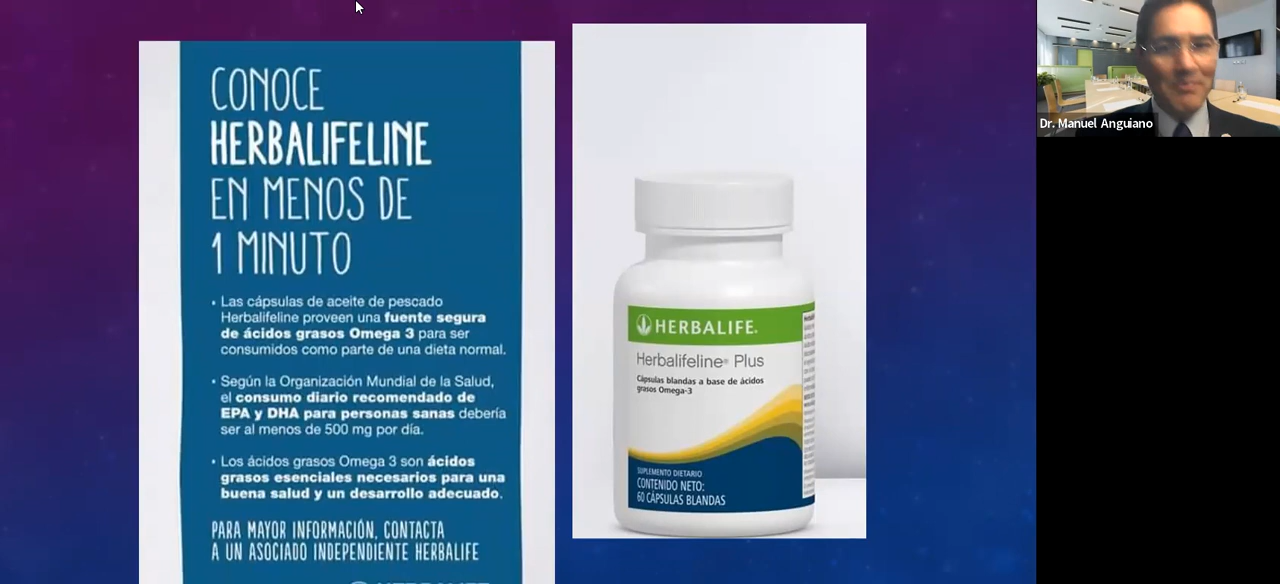 CONOCE
HERBALIFELINE
EN MENOS DE
1 MINUTO
• Las cápsulas de aceite de pescado
Herbalifeline proveen una fuente segura
de ácidos grasos Omega 3 para ser
consumidos como parte de una dieta normal.
• Según la Organización Mundial de la Salud,
el consumo diario recomendado de
EPA y DHA para personas sanas debería
ser al menos de 500 mg por día.
• Los ácidos grasos Omega 3 son ácidos
grasos esenciales necesarios para una
buena salud y un desarrollo adecuado.
PARA MAYOR INFORMACIÓN, CONTACTA
A UN ASOCIADO INDEPENDIENTE HERBALIFE
HERBALIFE.
Herbalifeline® Plus
Cápsulas blandas a base de ácidos
grasos Omega-3
SUPLEMENTO DIETARIO
CONTENIDO NETO:
60 CÁPSULAS BLANDAS
Dr. Manuel Anguiano